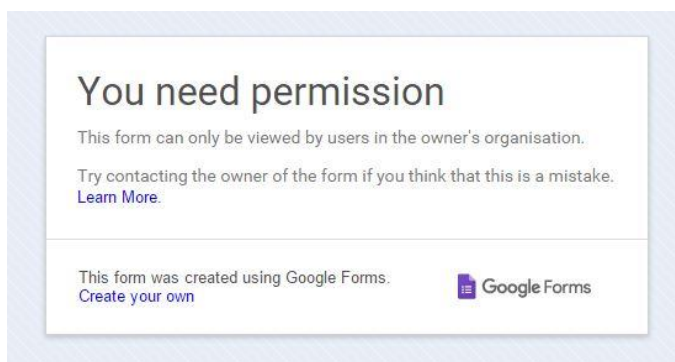 You need permission
This form can only be viewed by users in the owner's organisation.
Try contacting the owner of the form if you think that this is a mistake.
Learn More.
This form was created using Google Forms.
Create your own
Google Forms